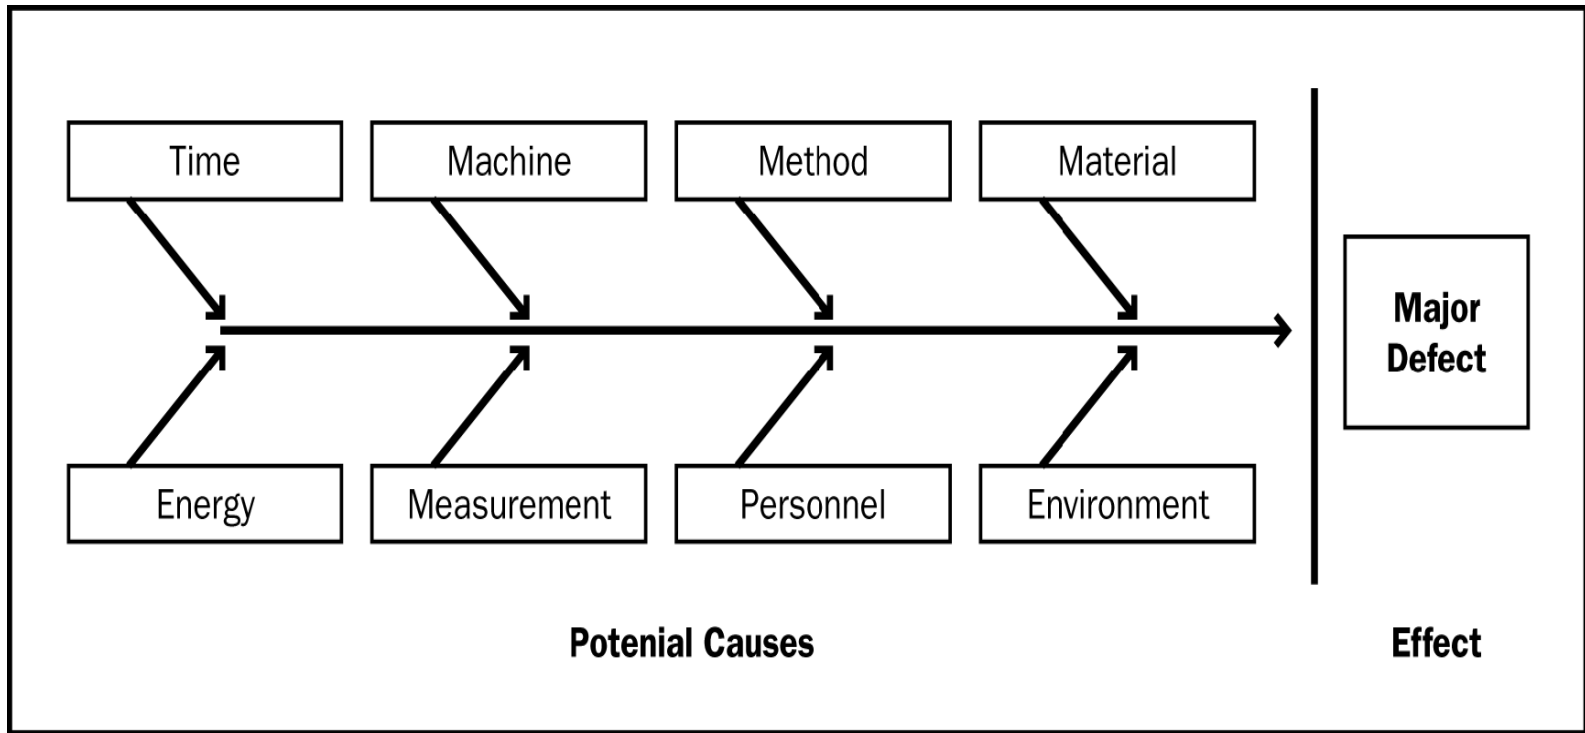 Time
Machine
Method
Material
Major
Defect
Energy
Measurement
Personnel
Environment
Potenial Causes
Effect